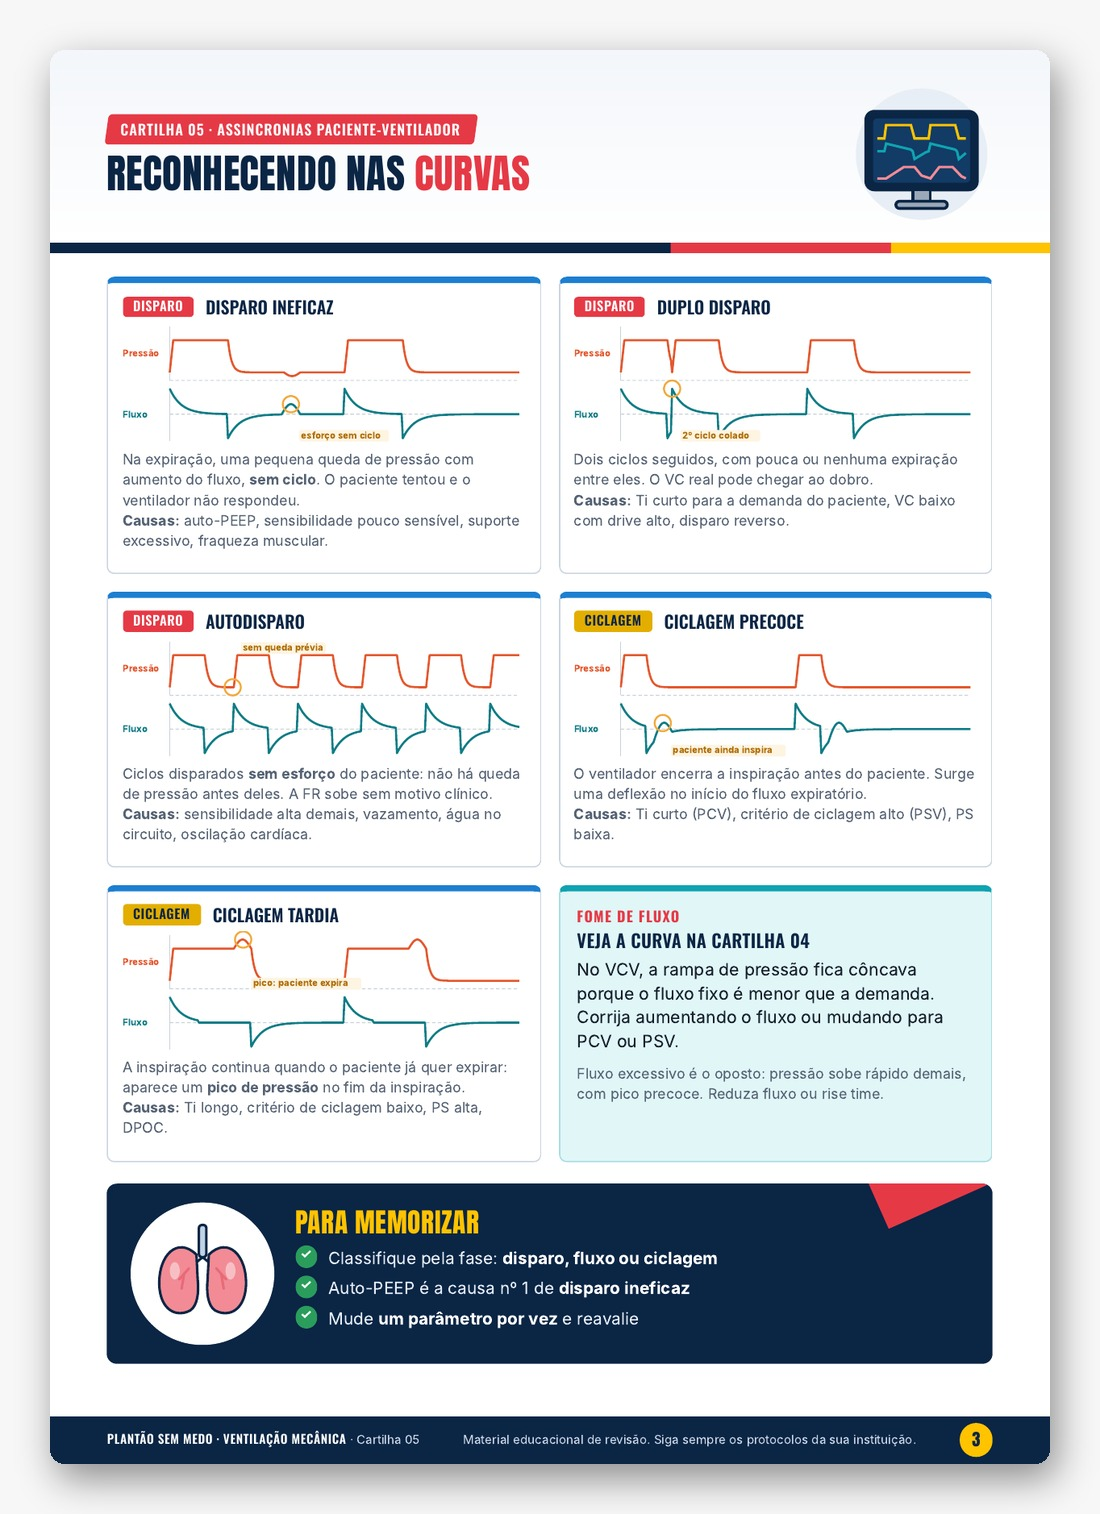 CARTILHA 05 · ASSINCRONIAS PACIENTE-VENTILADOR
RECONHECENDO NAS CURVAS
DISPARO DISPARO INEFICAZ
Pressão
Fluxo
esforço sem ciclo
Na expiração, uma pequena queda de pressão com
aumento do fluxo, sem ciclo. O paciente tentou e o
ventilador não respondeu.
Causas: auto-PEEP, sensibilidade pouco sensível, suporte
excessivo, fraqueza muscular.
DISPARO DUPLO DISPARO
Pressão
Fluxo
2º ciclo colado
Dois ciclos seguidos, com pouca ou nenhuma expiração
entre eles. O VC real pode chegar ao dobro.
Causas: Ti curto para a demanda do paciente, VC baixo
com drive alto, disparo reverso.
DISPARO AUTODISPARO
sem queda prévia
Pressão
Fluxo
Ciclos disparados sem esforço do paciente: não há queda
de pressão antes deles. A FR sobe sem motivo clínico.
Causas: sensibilidade alta demais, vazamento, água no
circuito, oscilação cardíaca.
CICLAGEM CICLAGEM PRECOCE
Pressão
Fluxo
paciente ainda inspira
O ventilador encerra a inspiração antes do paciente. Surge
uma deflexão no início do fluxo expiratório.
Causas: Ti curto (PCV), critério de ciclagem alto (PSV), PS
baixa.
CICLAGEM CICLAGEM TARDIA
Pressão
pico: paciente expira
Fluxo
A inspiração continua quando o paciente já quer expirar:
aparece um pico de pressão no fim da inspiração.
Causas: Ti longo, critério de ciclagem baixo, PS alta,
DPOC.
FOME DE FLUXO
VEJA A CURVA NA CARTILHA 04
No VCV, a rampa de pressão fica côncava
porque o fluxo fixo é menor que a demanda.
Corrija aumentando o fluxo ou mudando para
PCV ou PSV.
Fluxo excessivo é o oposto: pressão sobe rápido demais,
com pico precoce. Reduza fluxo ou rise time.
PARA MEMORIZAR
Classifique pela fase: disparo, fluxo ou ciclagem
Auto-PEEP é a causa nº 1 de disparo ineficaz
Mude um parâmetro por vez e reavalie
PLANTÃO SEM MEDO · VENTILAÇÃO MECÂNICA · Cartilha 05
Material educacional de revisão. Siga sempre os protocolos da sua instituição.
3